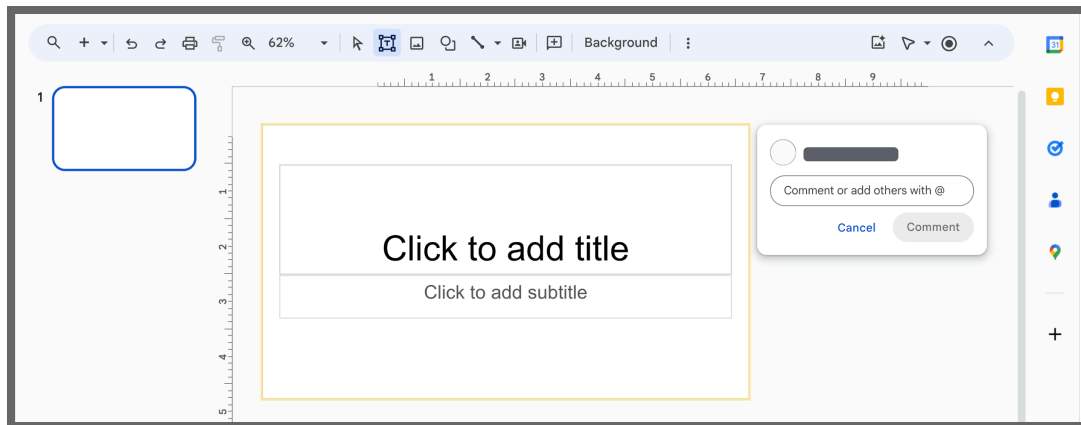 62%
Background
1 2 3 4 5 6 7 8 9
31
1
1
2
3
4
5
Click to add title
Click to add subtitle
Comment or add others with @
Cancel
Comment